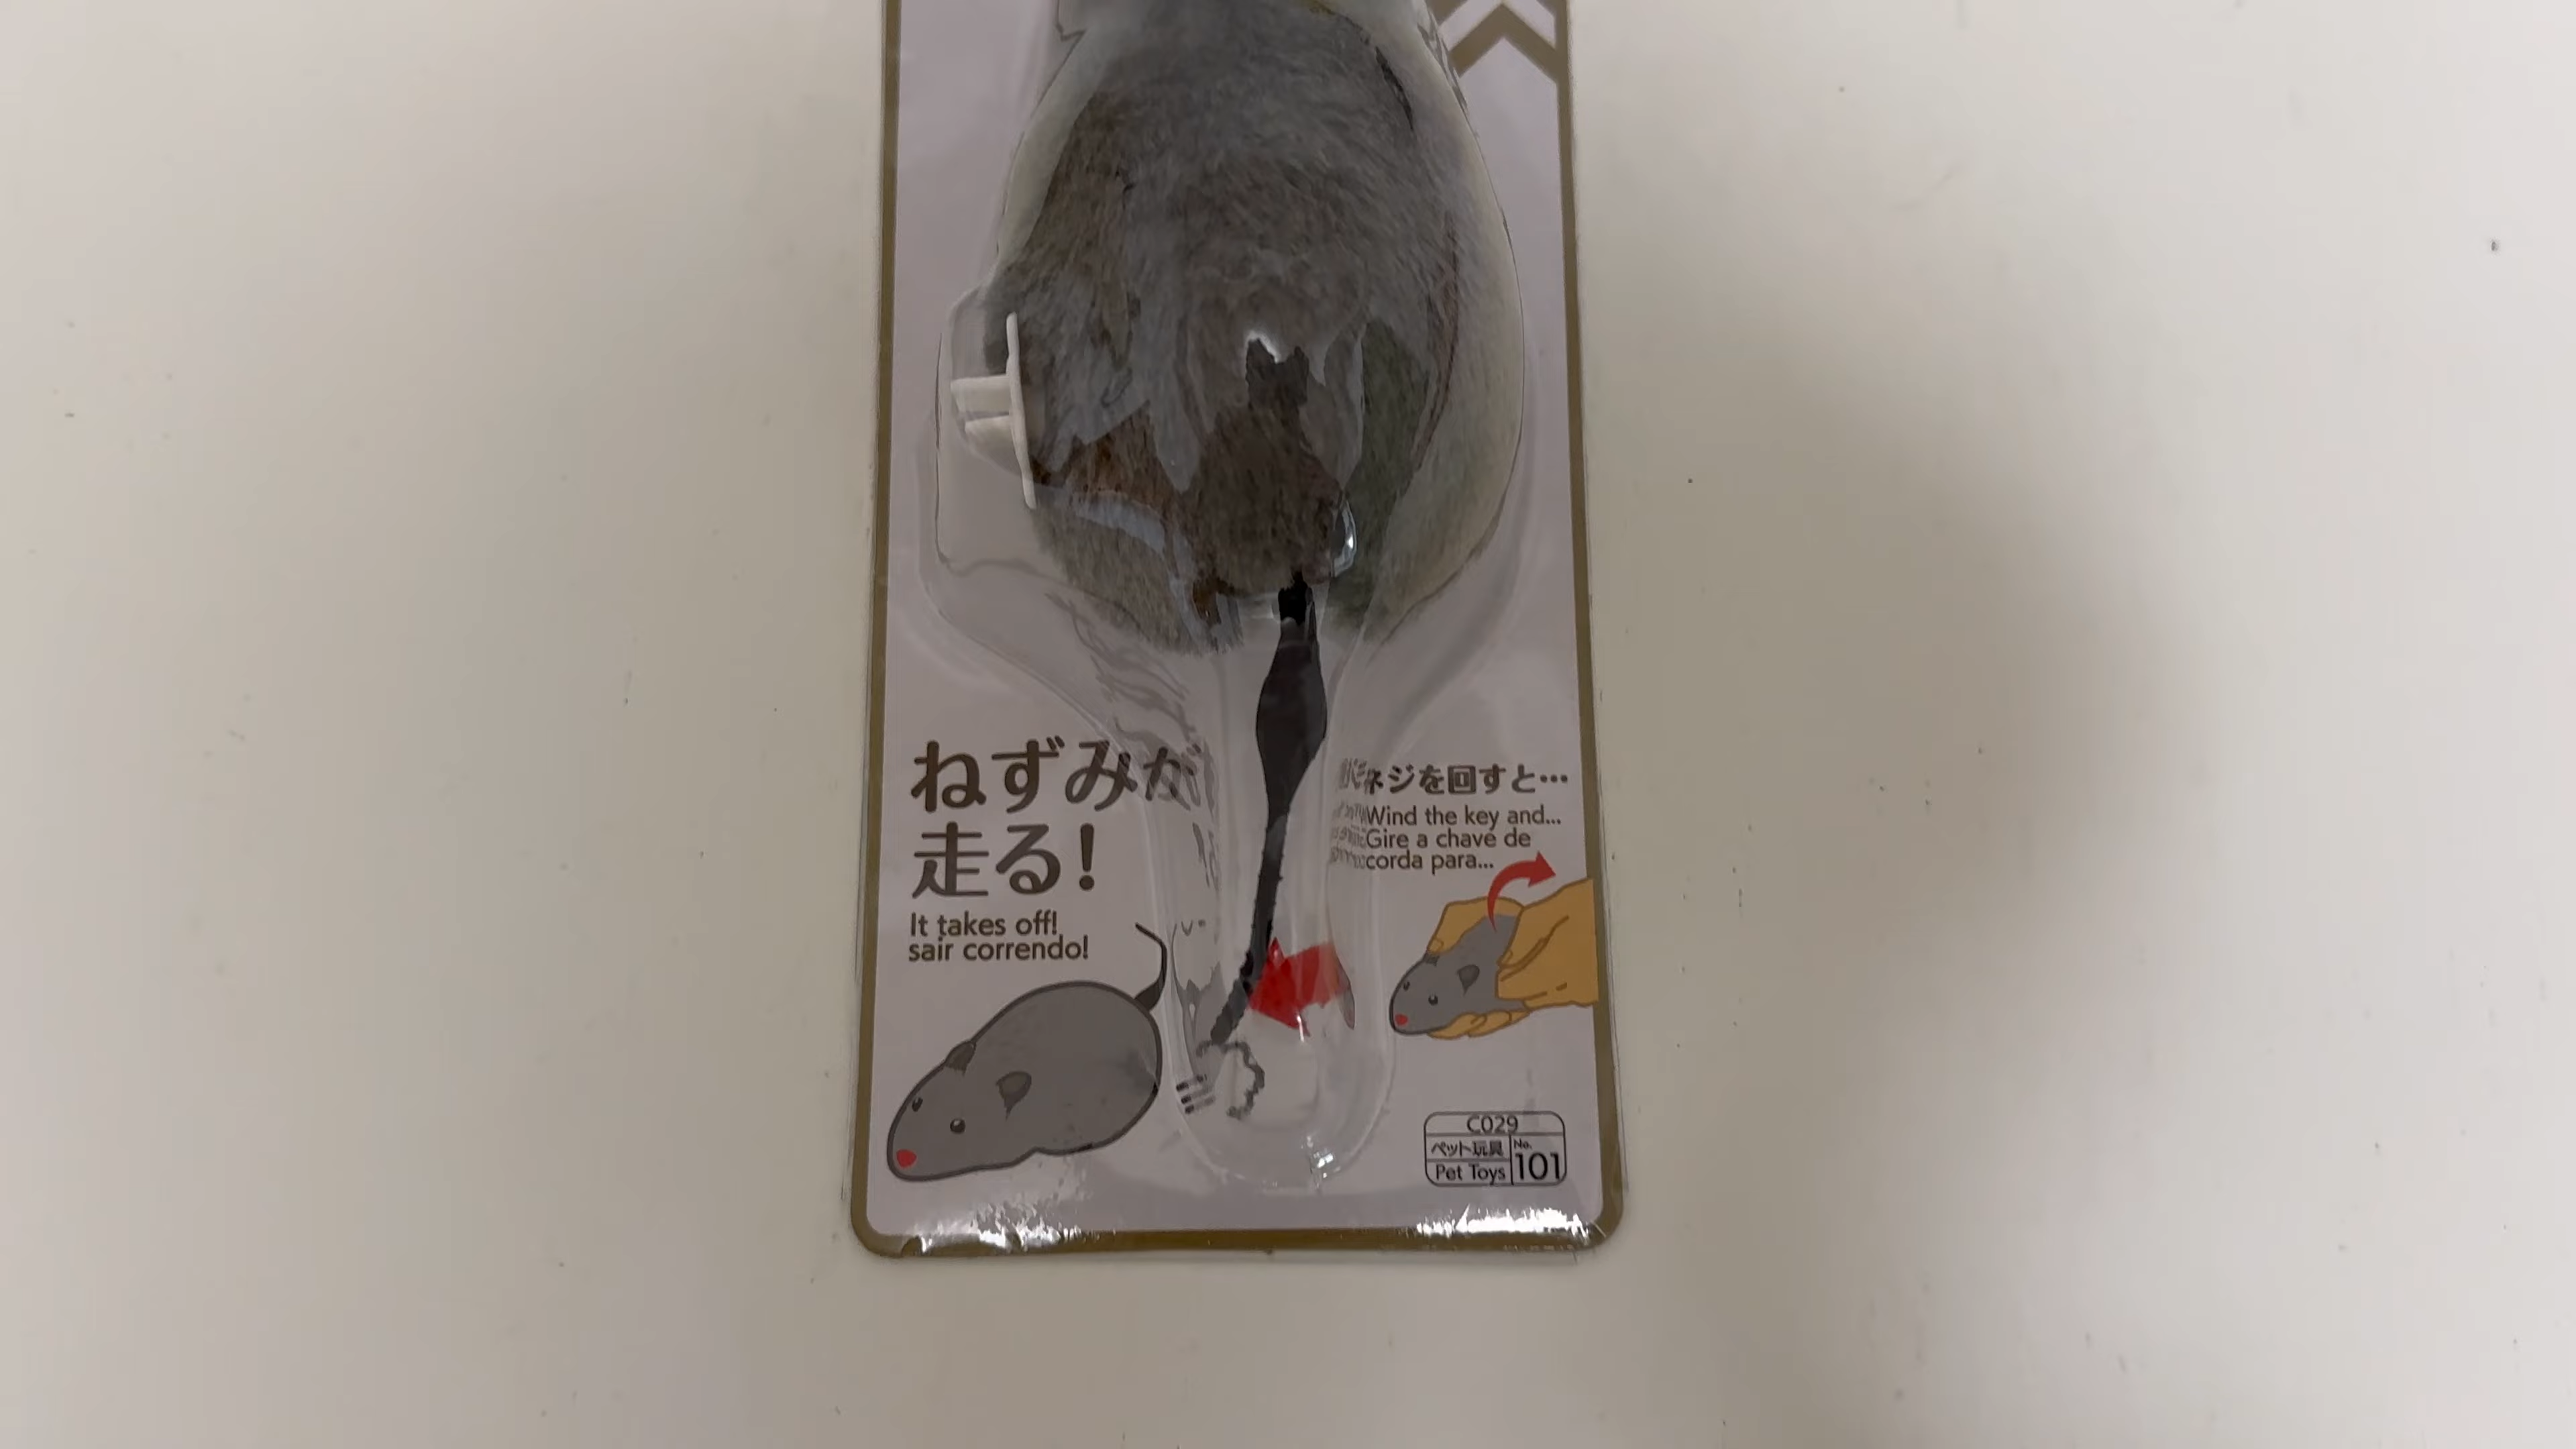 ねずみが
走る!
It takes off!
sair correndo!
ネジを回すと…
Wind the key and...
Gire a chave de
corda para...
C029
ペット玩具
Pet Toys
No.
101